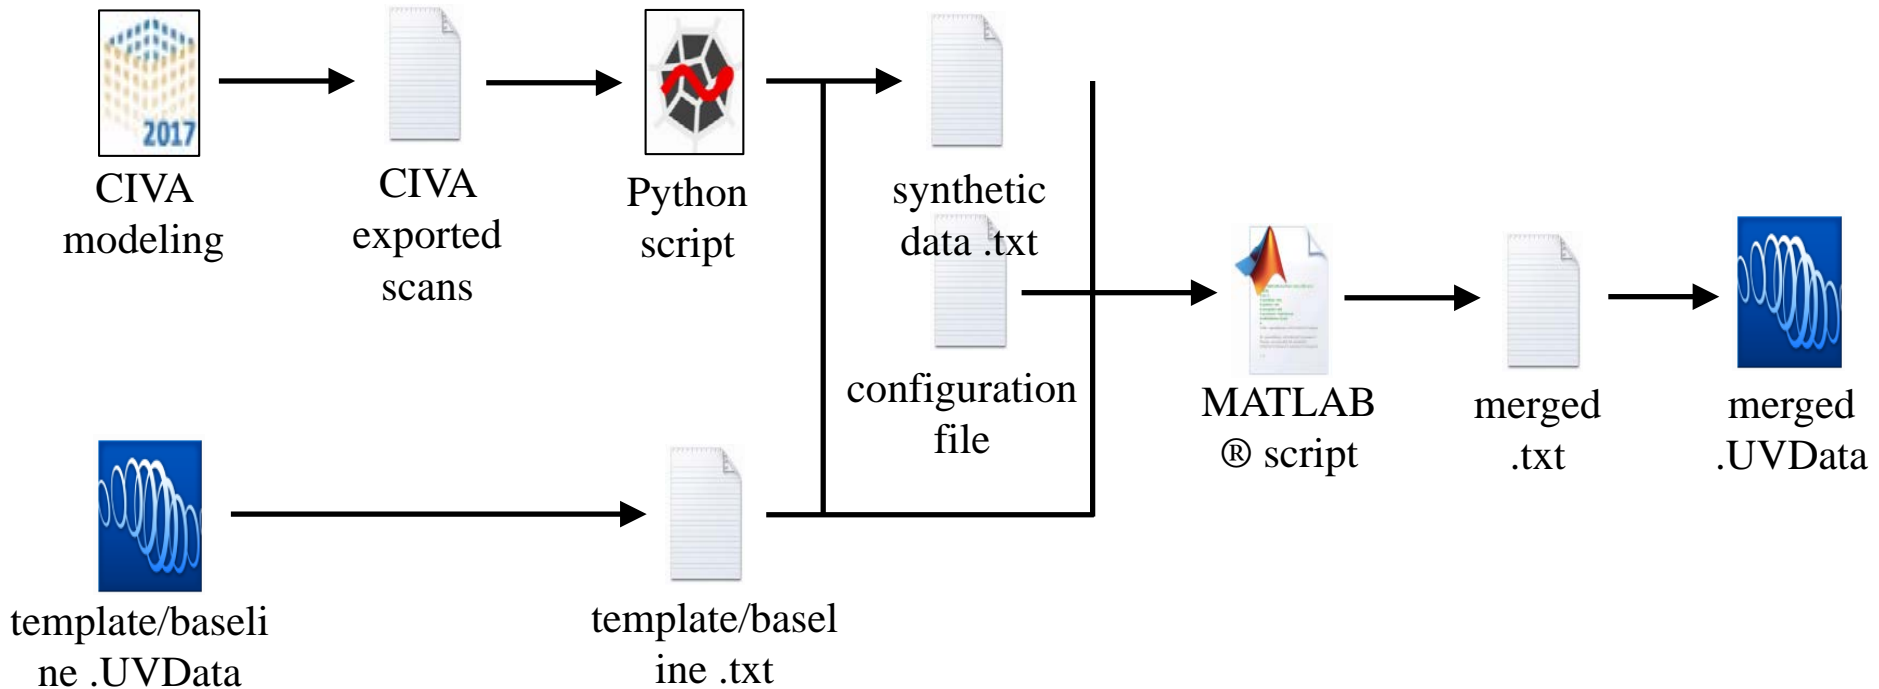 2017
CIVA
modeling
CIVA
exported
scans
Python
script
synthetic
data .txt
configuration
file
MATLAB
® script
merged
.txt
merged
.UVData
template/baseli
ne .UVData
template/basel
ine .txt